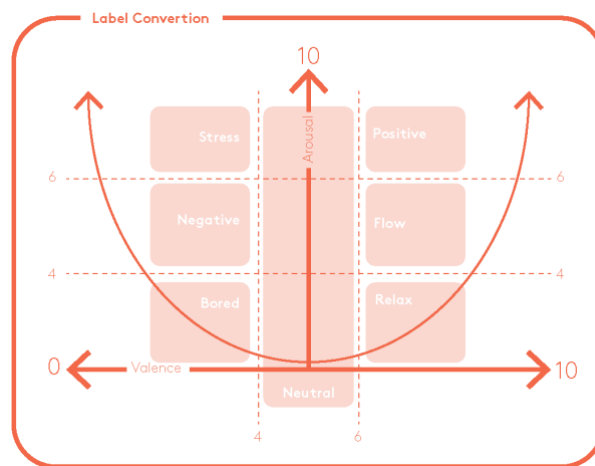 Label Convertion
10
Arousal
Stress
Positive
6
6
Negative
Flow
4
4
Bored
Relax
0
Valence
10
Neutral
4
6